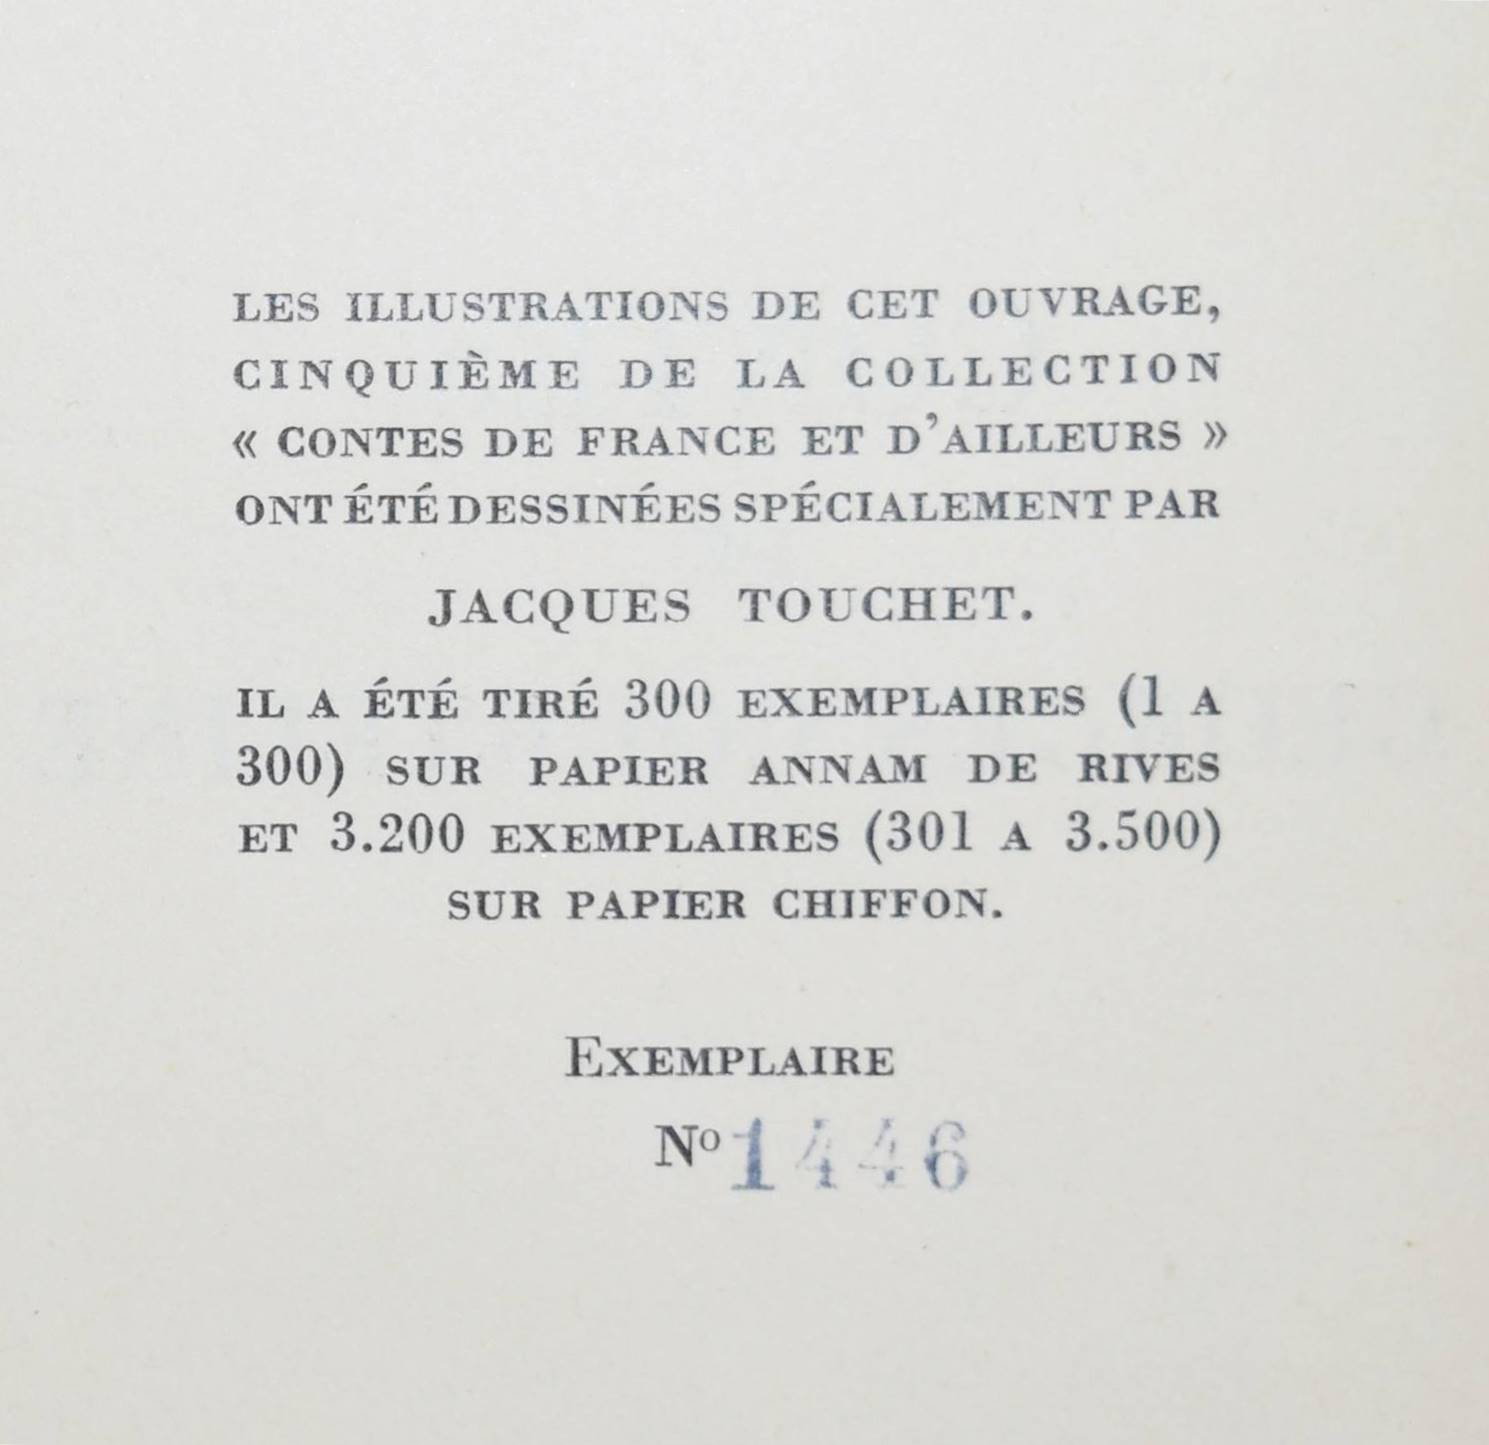 LES ILLUSTRATIONS DE CET OUVRAGE,
CINQUIÈME DE LA COLLECTION
« CONTES DE FRANCE ET D’AILLEURS »
ONT ÉTÉ DESSINÉES SPÉCIALEMENT PAR
JACQUES TOUCHET.
IL A ÉTÉ TIRÉ 300 EXEMPLAIRES (1 A
300) SUR PAPIER ANNAM DE RIVES
ET 3.200 EXEMPLAIRES (301 A 3.500)
SUR PAPIER CHIFFON.
EXEMPLAIRE
Nº 1446